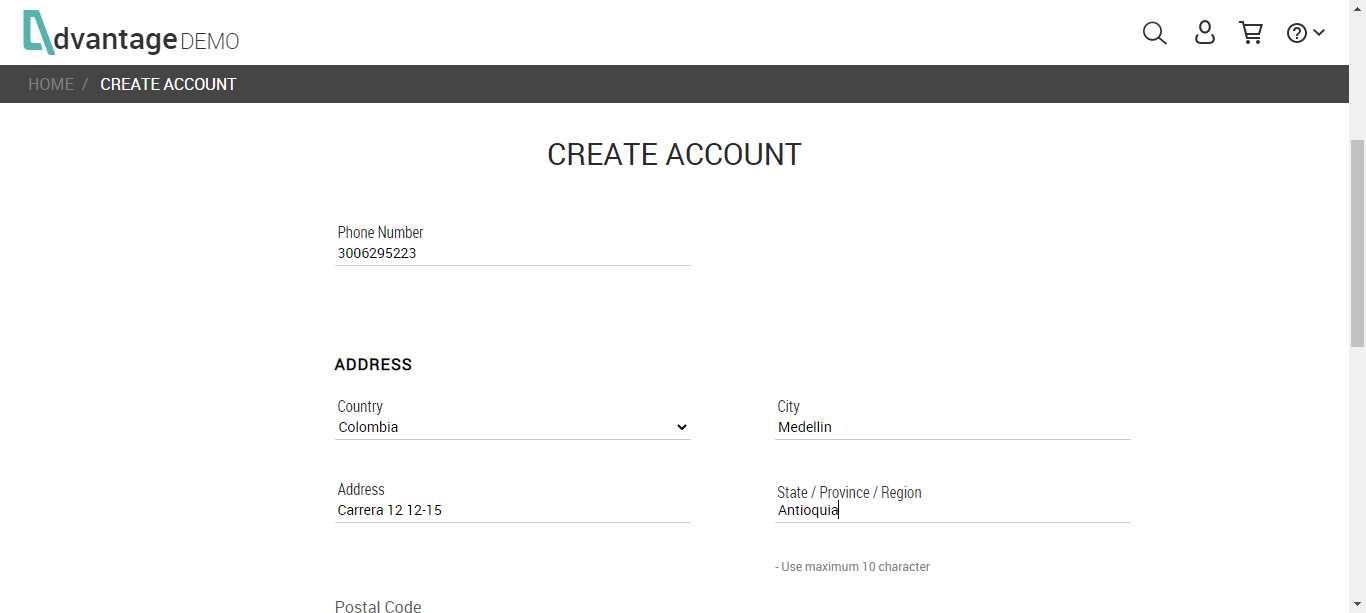 dvantage DEMO
HOME / CREATE ACCOUNT
CREATE ACCOUNT
Phone Number
3006295223
ADDRESS
Country
Colombia
City
Medellin
Address
Carrera 12 12-15
State / Province / Region
Antioquia
- Use maximum 10 character
Postal Code